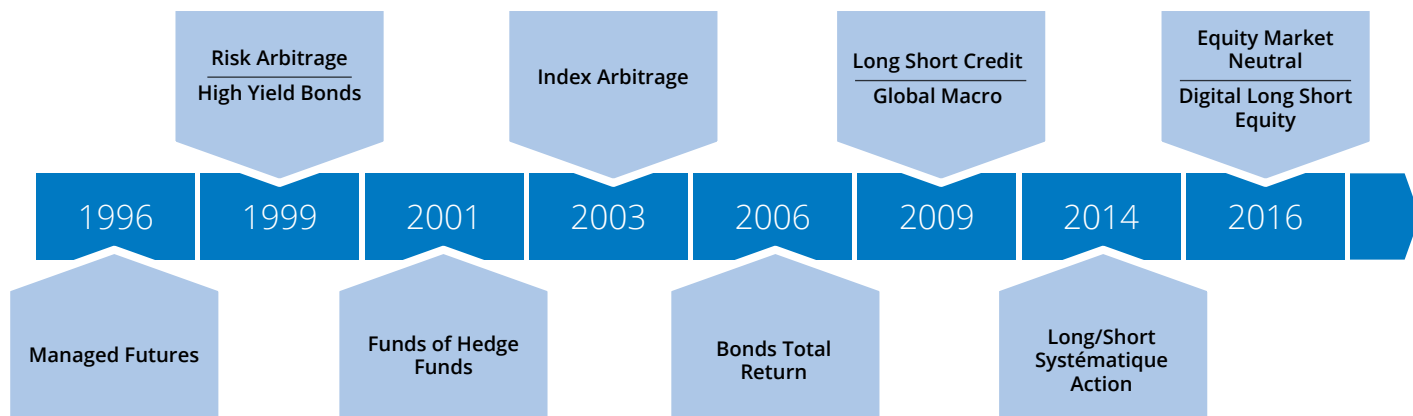 Risk Arbitrage
High Yield Bonds
Index Arbitrage
Long Short Credit
Global Macro
Equity Market
Neutral
Digital Long Short
Equity
1996
1999
2001
2003
2006
2009
2014
2016
Managed Futures
Funds of Hedge
Funds
Bonds Total
Return
Long/Short
Systématique
Action